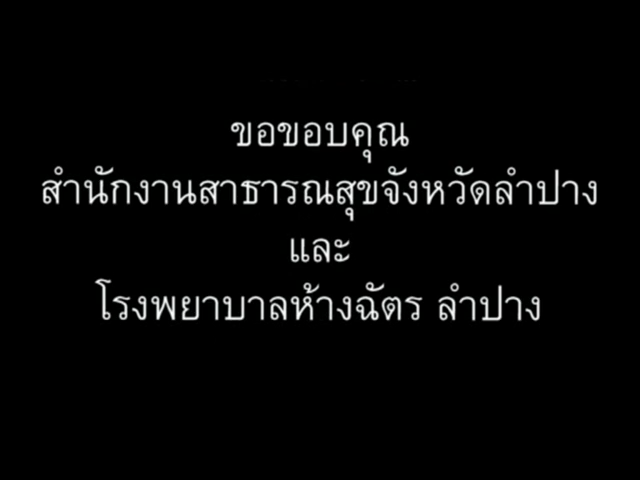 ขอขอบคุณ
สำนักงานสาธารณสุขจังหวัดลำปาง
และ
โรงพยาบาลห้างฉัตร ลำปาง